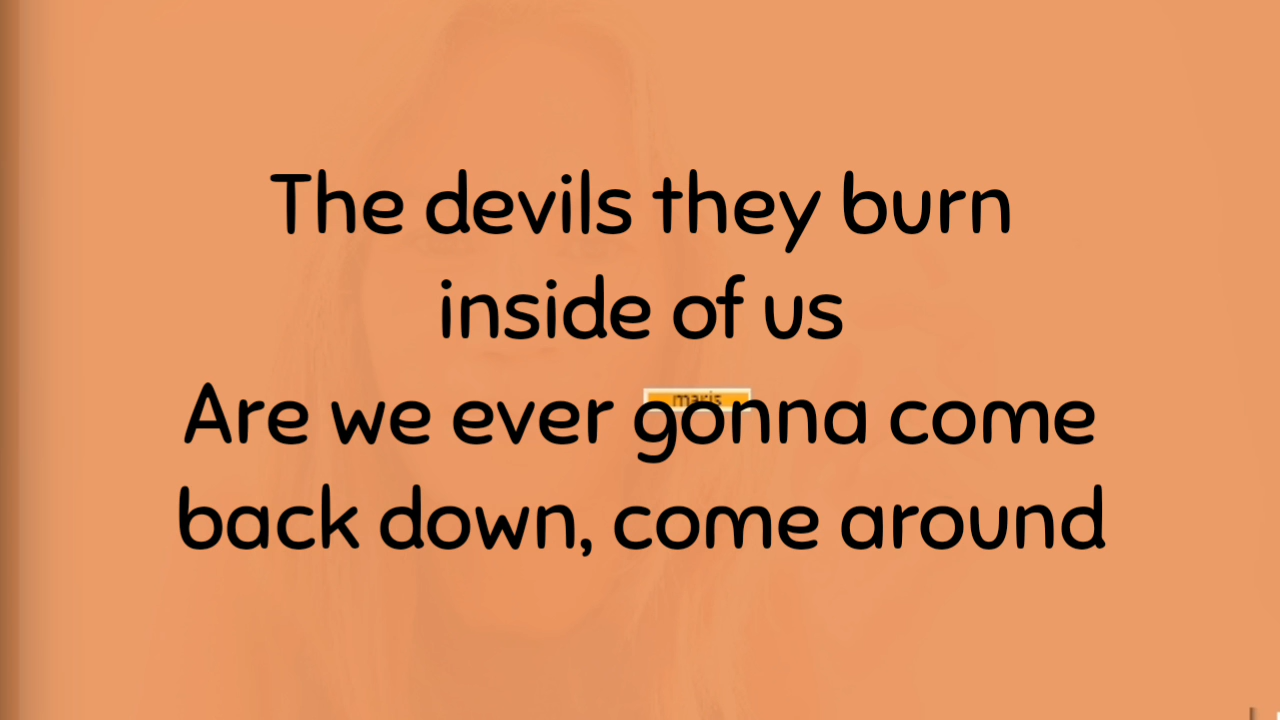 The devils they burn
inside of us
maris
Are we ever gonna come
back down, come around